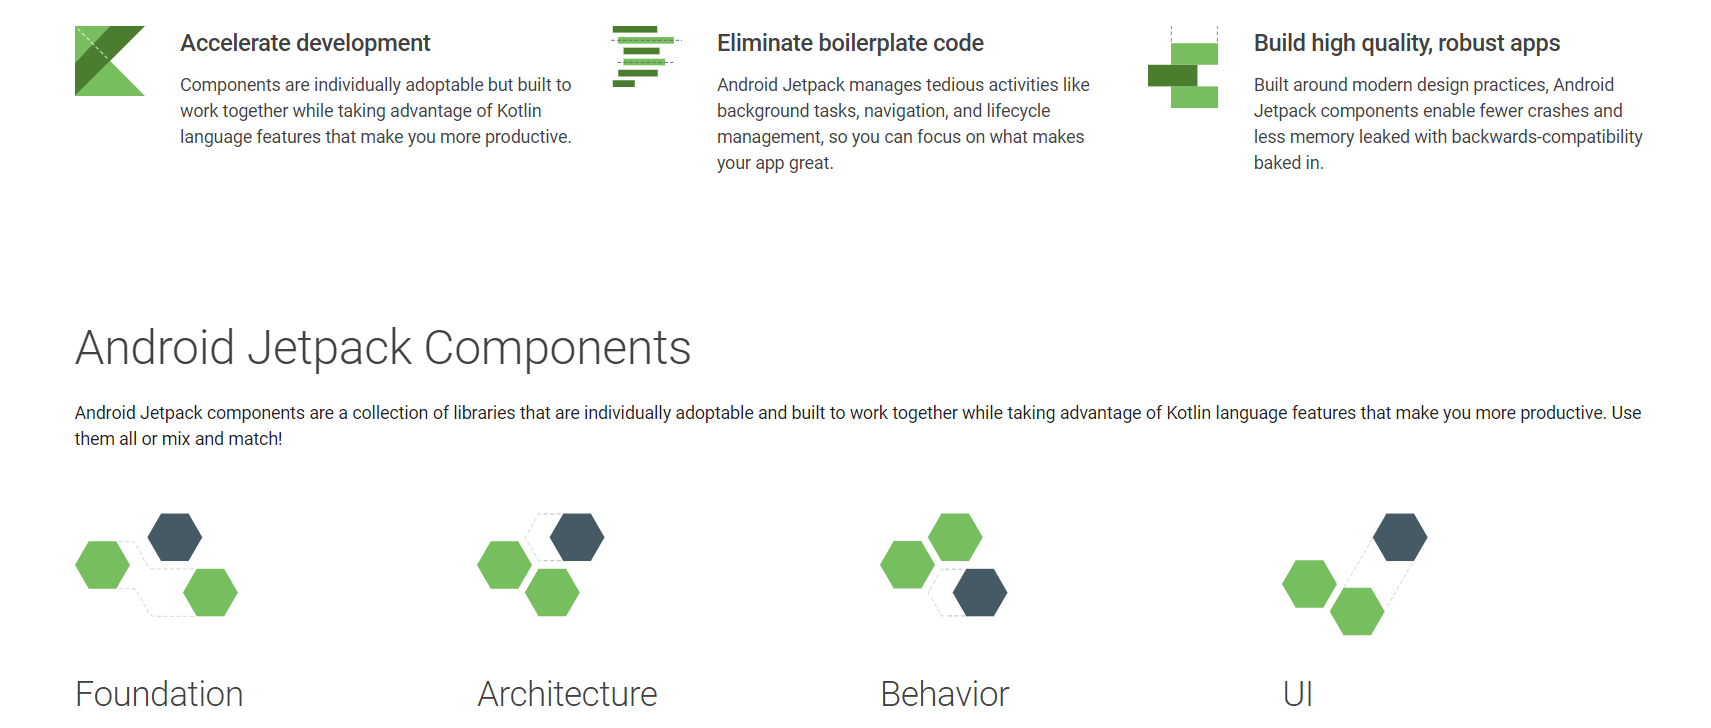 Accelerate development
Components are individually adoptable but built to
work together while taking advantage of Kotlin
language features that make you more productive.
Eliminate boilerplate code
Android Jetpack manages tedious activities like
background tasks, navigation, and lifecycle
management, so you can focus on what makes
your app great.
Build high quality, robust apps
Built around modern design practices, Android
Jetpack components enable fewer crashes and
less memory leaked with backwards-compatibility
baked in.
Android Jetpack Components
Android Jetpack components are a collection of libraries that are individually adoptable and built to work together while taking advantage of Kotlin language features that make you more productive. Use
them all or mix and match!
Foundation
Architecture
Behavior
UI